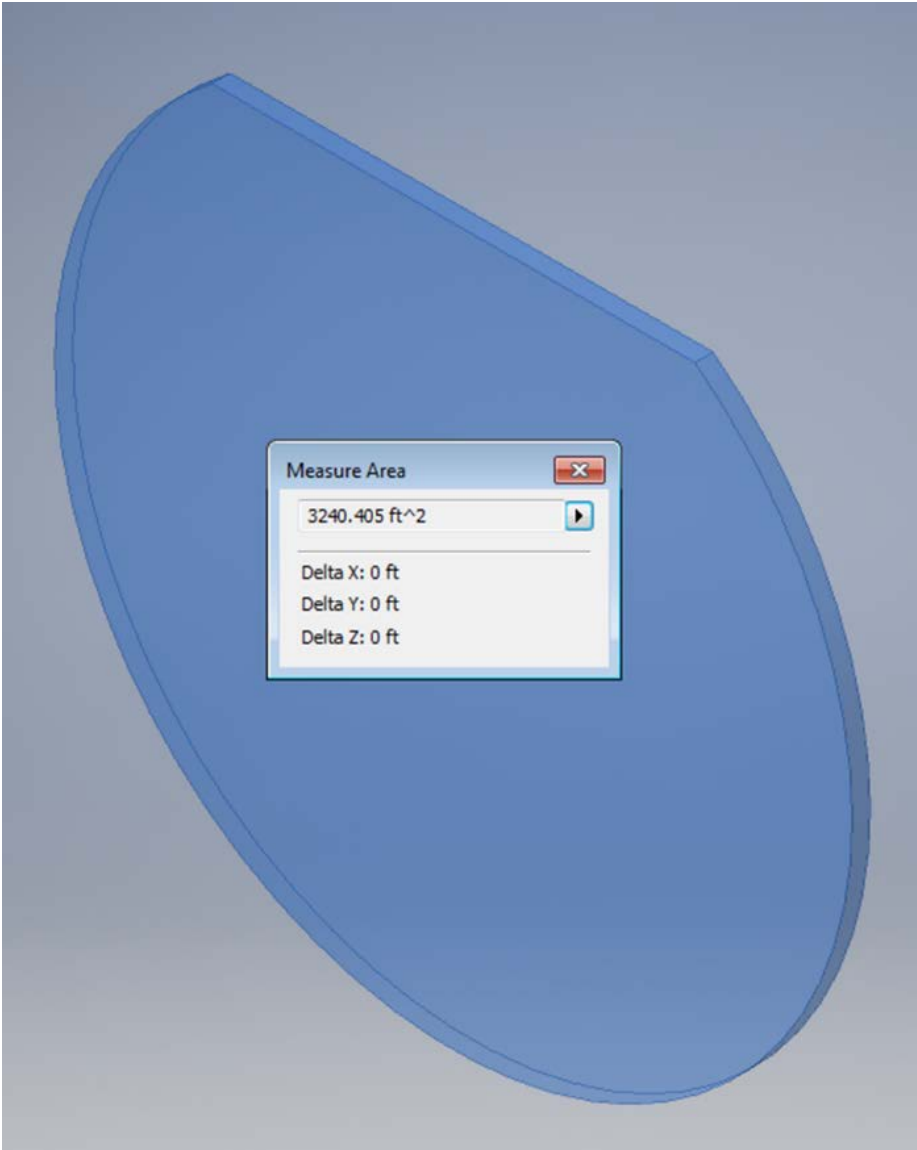 Measure Area
3240.405 ft^2
Delta X: 0 ft
Delta Y: 0 ft
Delta Z: 0 ft